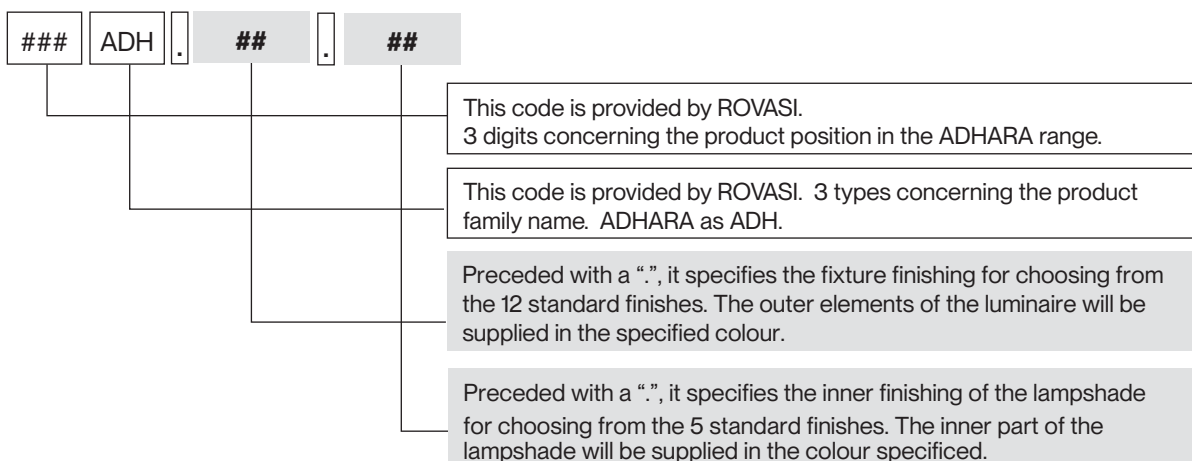 ### ADH . ## . ##
This code is provided by ROVASI.
3 digits concerning the product position in the ADHARA range.
This code is provided by ROVASI. 3 types concerning the product
family name. ADHARA as ADH.
Preceded with a “.”, it specifies the fixture finishing for choosing from
the 12 standard finishes. The outer elements of the luminaire will be
supplied in the specified colour.
Preceded with a “.”, it specifies the inner finishing of the lampshade
for choosing from the 5 standard finishes. The inner part of the
lampshade will be supplied in the colour specificed.